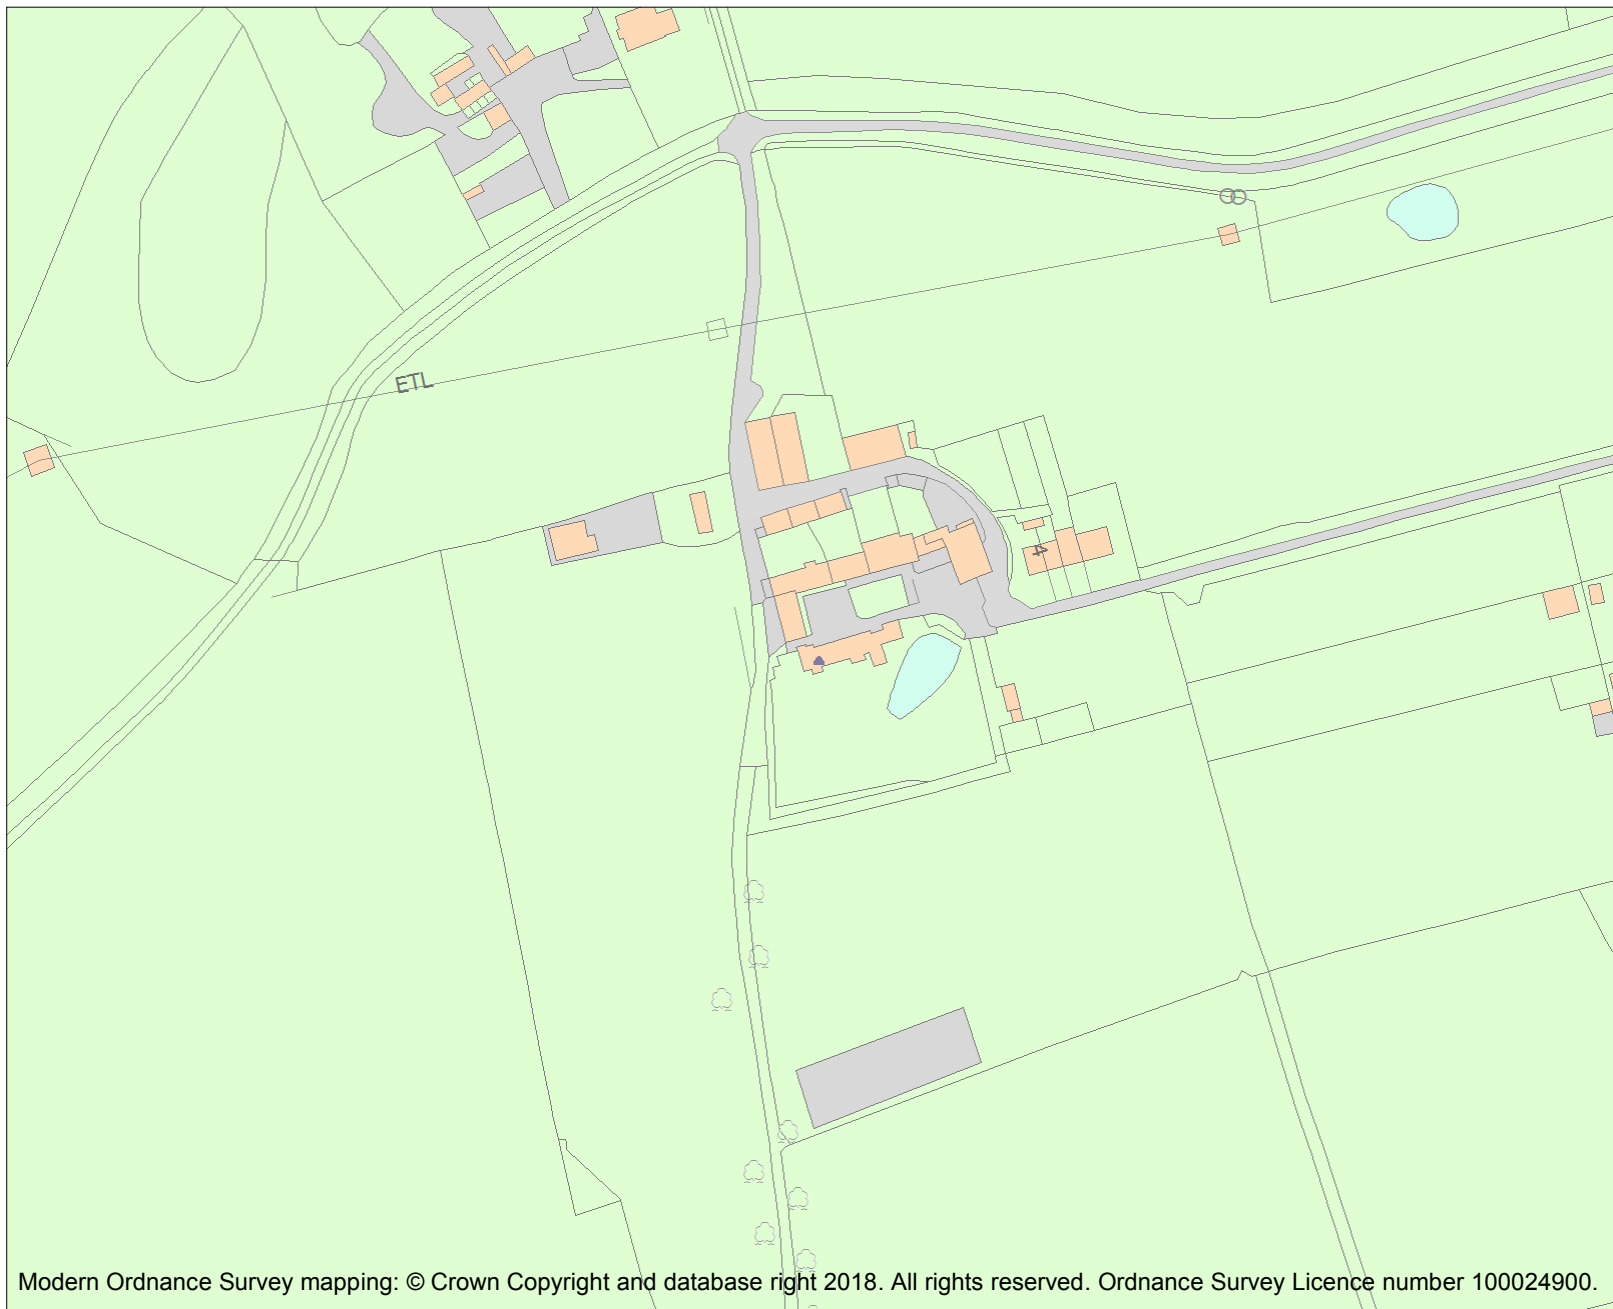 ETL
4
Modern Ordnance Survey mapping: © Crown Copyright and database right 2018. All rights reserved. Ordnance Survey Licence number 100024900.